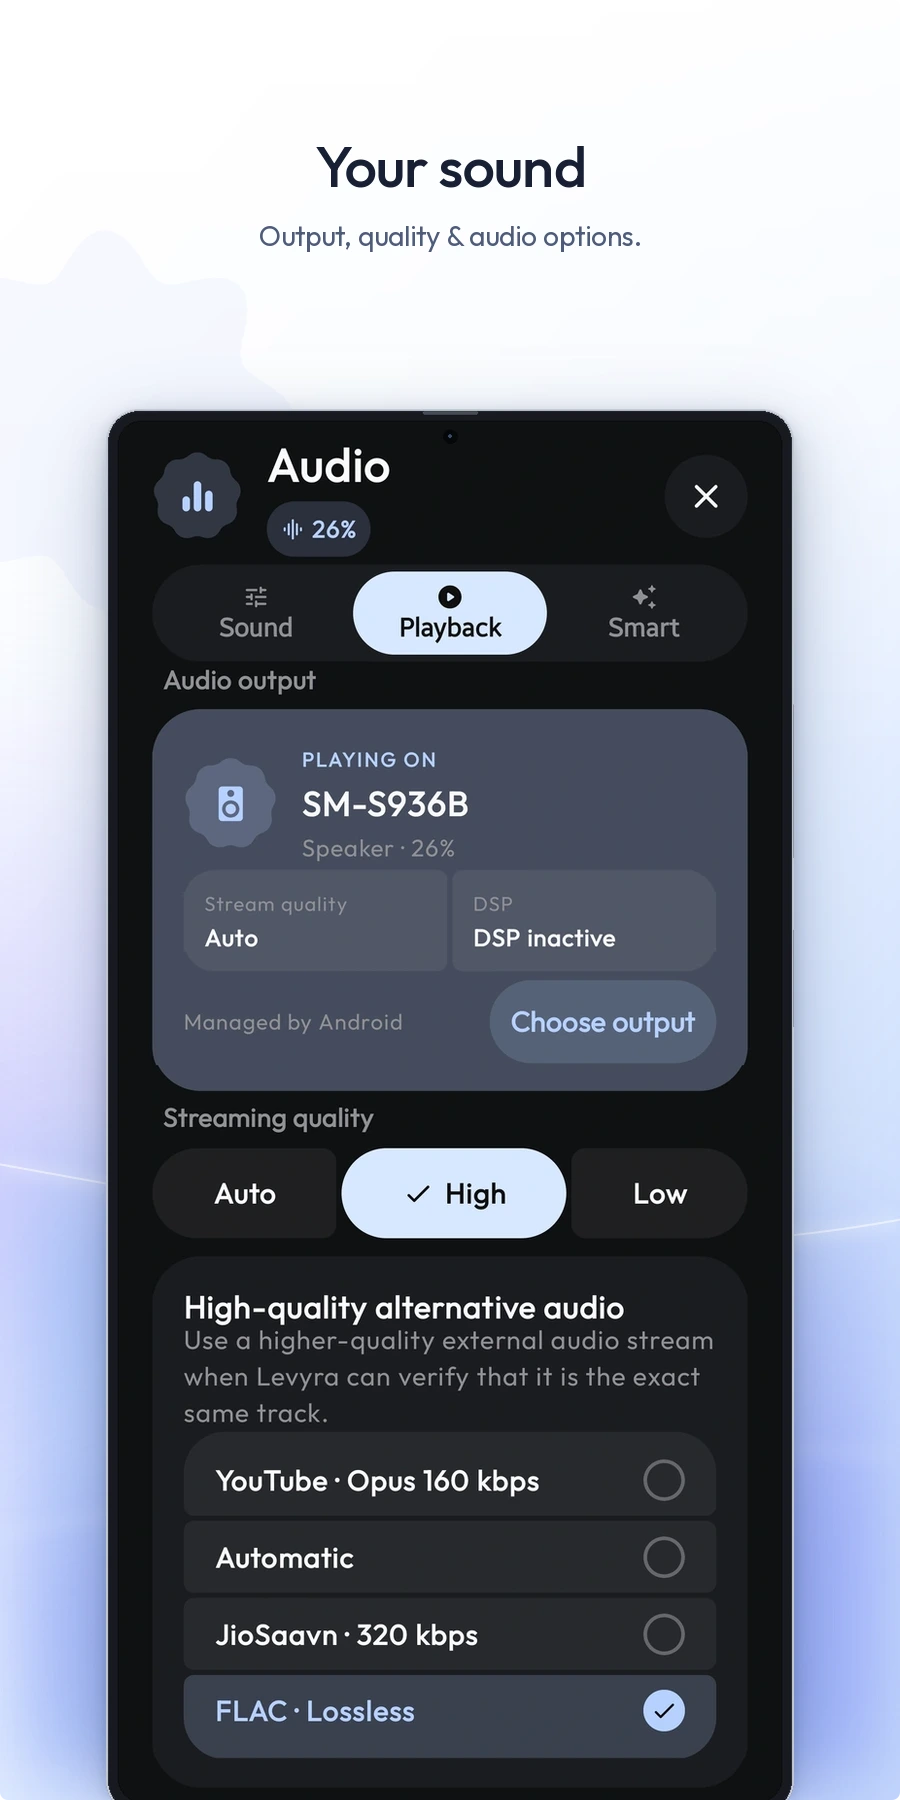 Your sound
Output, quality & audio options.
Audio
26%
Sound
Playback
Smart
Audio output
PLAYING ON
SM-S936B
Speaker · 26%
Stream quality
Auto
DSP
DSP inactive
Managed by Android
Choose output
Streaming quality
Auto
High
Low
High-quality alternative audio
Use a higher-quality external audio stream
when Levyra can verify that it is the exact
same track.
YouTube · Opus 160 kbps
Automatic
JioSaavn · 320 kbps
FLAC · Lossless